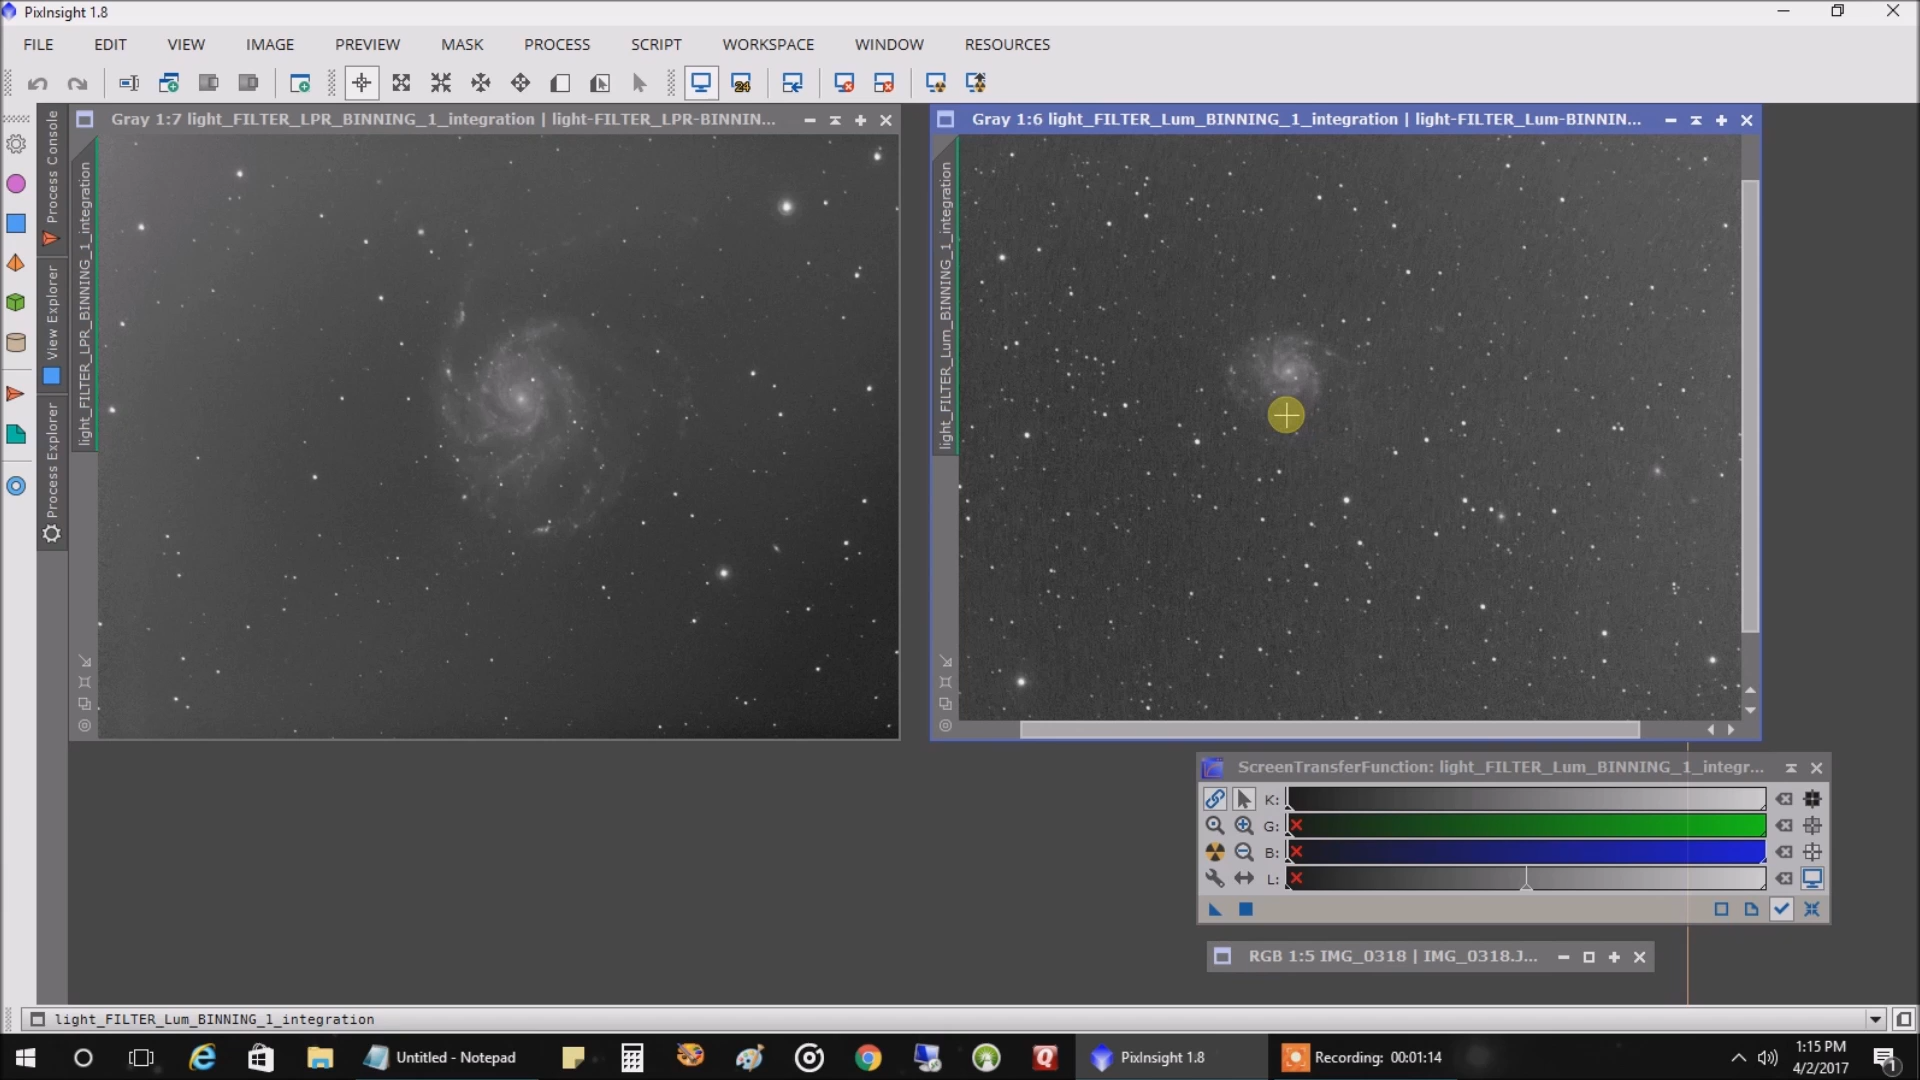 PixInsight 1.8
FILE EDIT VIEW IMAGE PREVIEW MASK PROCESS SCRIPT WORKSPACE WINDOW RESOURCES
24
Gray 1:7 light_FILTER_LPR_BINNING_1_integration | light-FILTER_LPR-BINNIN...
Gray 1:6 light_FILTER_Lum_BINNING_1_integration | light-FILTER_Lum-BINNIN...
Process Console
View Explorer
Process Explorer
light_FILTER_LPR_BINNING_1_integration
light_FILTER_Lum_BINNING_1_integration
ScreenTransferFunction: light_FILTER_Lum_BINNING_1_integr...
K:
G:
B:
L:
RGB 1:5 IMG_0318 | IMG_0318.J...
light_FILTER_Lum_BINNING_1_integration
Untitled - Notepad
PixInsight 1.8
Recording: 00:01:14
1:15 PM
4/2/2017
1